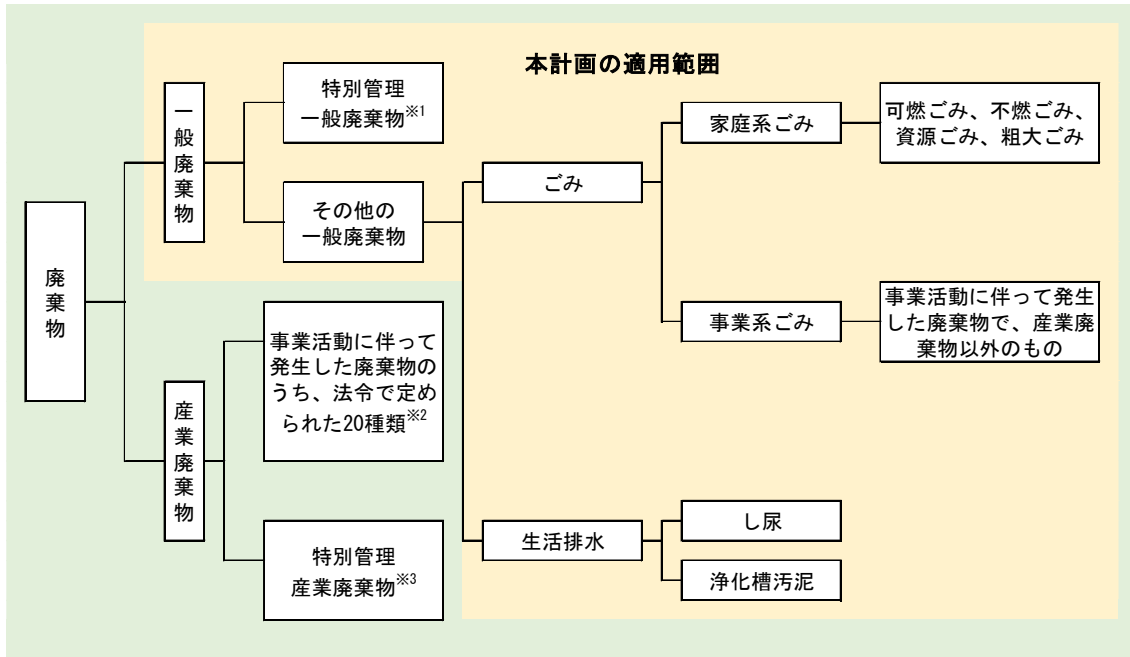 本計画の適用範囲
廃棄物
一般廃棄物
特別管理
一般廃棄物※1
その他の
一般廃棄物
ごみ
家庭系ごみ
可燃ごみ、不燃ごみ、
資源ごみ、粗大ごみ
事業系ごみ
事業活動に伴って発生
した廃棄物で、産業廃
棄物以外のもの
生活排水
し尿
浄化槽汚泥
産業廃棄物
事業活動に伴って
発生した廃棄物の
うち、法令で定め
られた20種類※2
特別管理
産業廃棄物※3